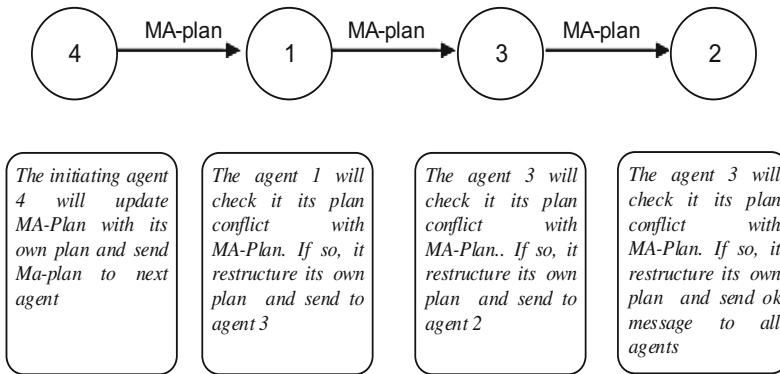 MA-plan
MA-plan
MA-plan
4
1
3
2
The initiating agent
4 will update
MA-Plan with its
own plan and send
Ma-plan to next
agent
The agent 1 will
check it its plan
conflict with
MA-Plan. If so, it
restructure its own
plan and send to
agent 3
The agent 3 will
check it its plan
conflict with
MA-Plan.. If so, it
restructure its own
plan and send to
agent 2
The agent 3 will
check it its plan
conflict with
MA-Plan. If so, it
restructure its own
plan and send ok
message to all
agents